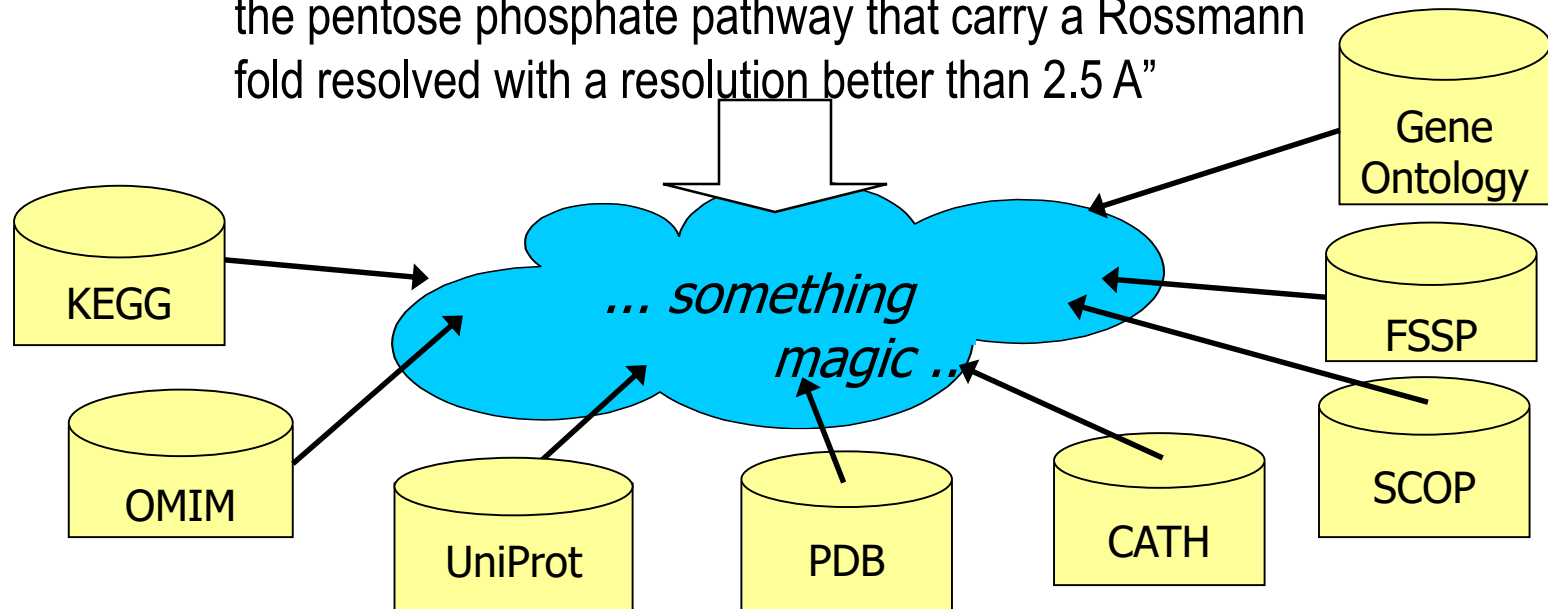 the pentose phosphate pathway that carry a Rossmann
fold resolved with a resolution better than 2.5 A”
Gene
Ontology
KEGG
... something
magic ..
FSSP
OMIM
SCOP
UniProt
PDB
CATH